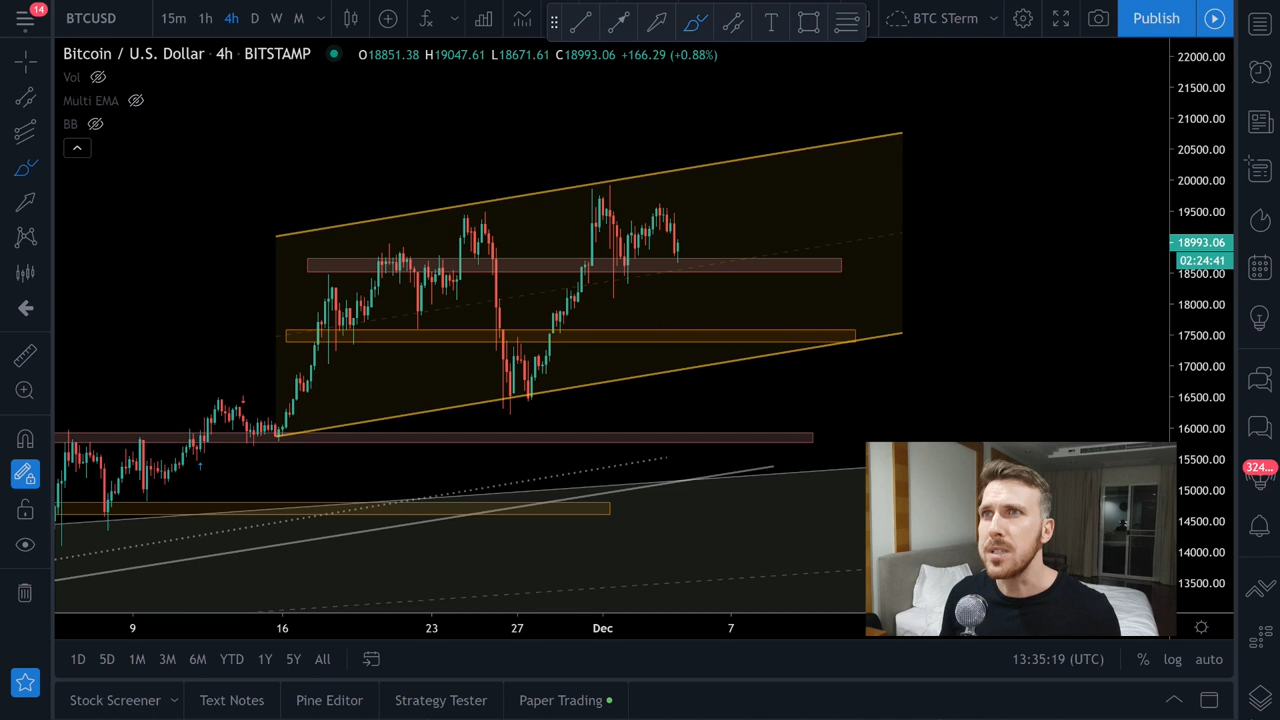 14
BTCUSD
15m 1h 4h D W M
BTC STerm
Publish
Bitcoin / U.S. Dollar · 4h · BITSTAMP
O18851.38 H19047.61 L18671.61 C18993.06 +166.29 (+0.88%)
Vol
Multi EMA
BB
22000.00
21500.00
21000.00
20500.00
20000.00
19500.00
18993.06
02:24:41
18500.00
18000.00
17500.00
17000.00
16500.00
16000.00
15500.00
15000.00
14500.00
14000.00
13500.00
324...
9 16 23 27 Dec 7
1D 5D 1M 3M 6M YTD 1Y 5Y All
13:35:19 (UTC) % log auto
Stock Screener Text Notes Pine Editor Strategy Tester Paper Trading